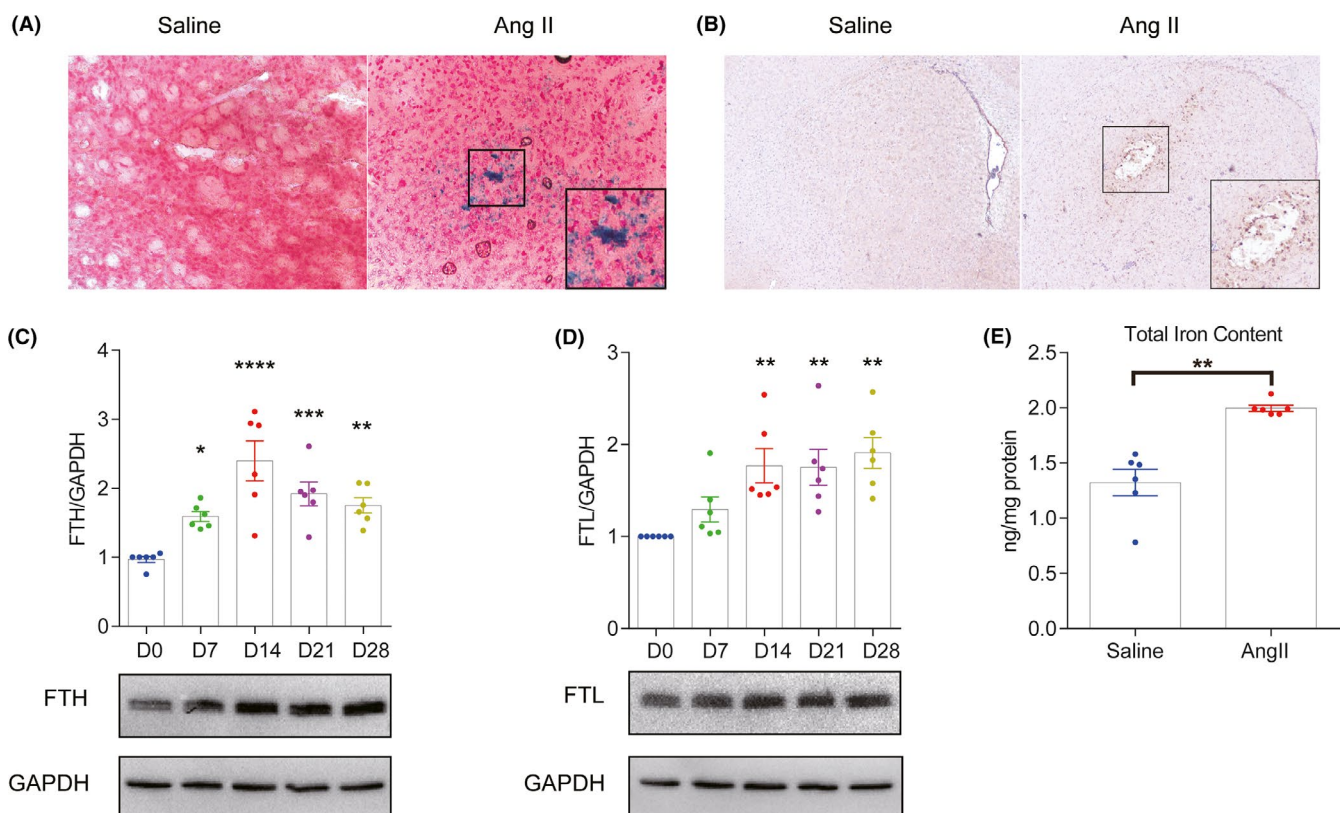 (A)
Saline
Ang II
(B)
Saline
Ang II
(C)
FTH/GAPDH
4
3
2
1
0
*
****
***
**
D0
D7
D14
D21
D28
FTH
GAPDH
(D)
FTL/GAPDH
3
2
1
0
**
**
**
D0
D7
D14
D21
D28
FTL
GAPDH
(E)
Total Iron Content
ng/mg protein
2.5
2.0
1.5
1.0
0.5
0.0
**
Saline
AngII